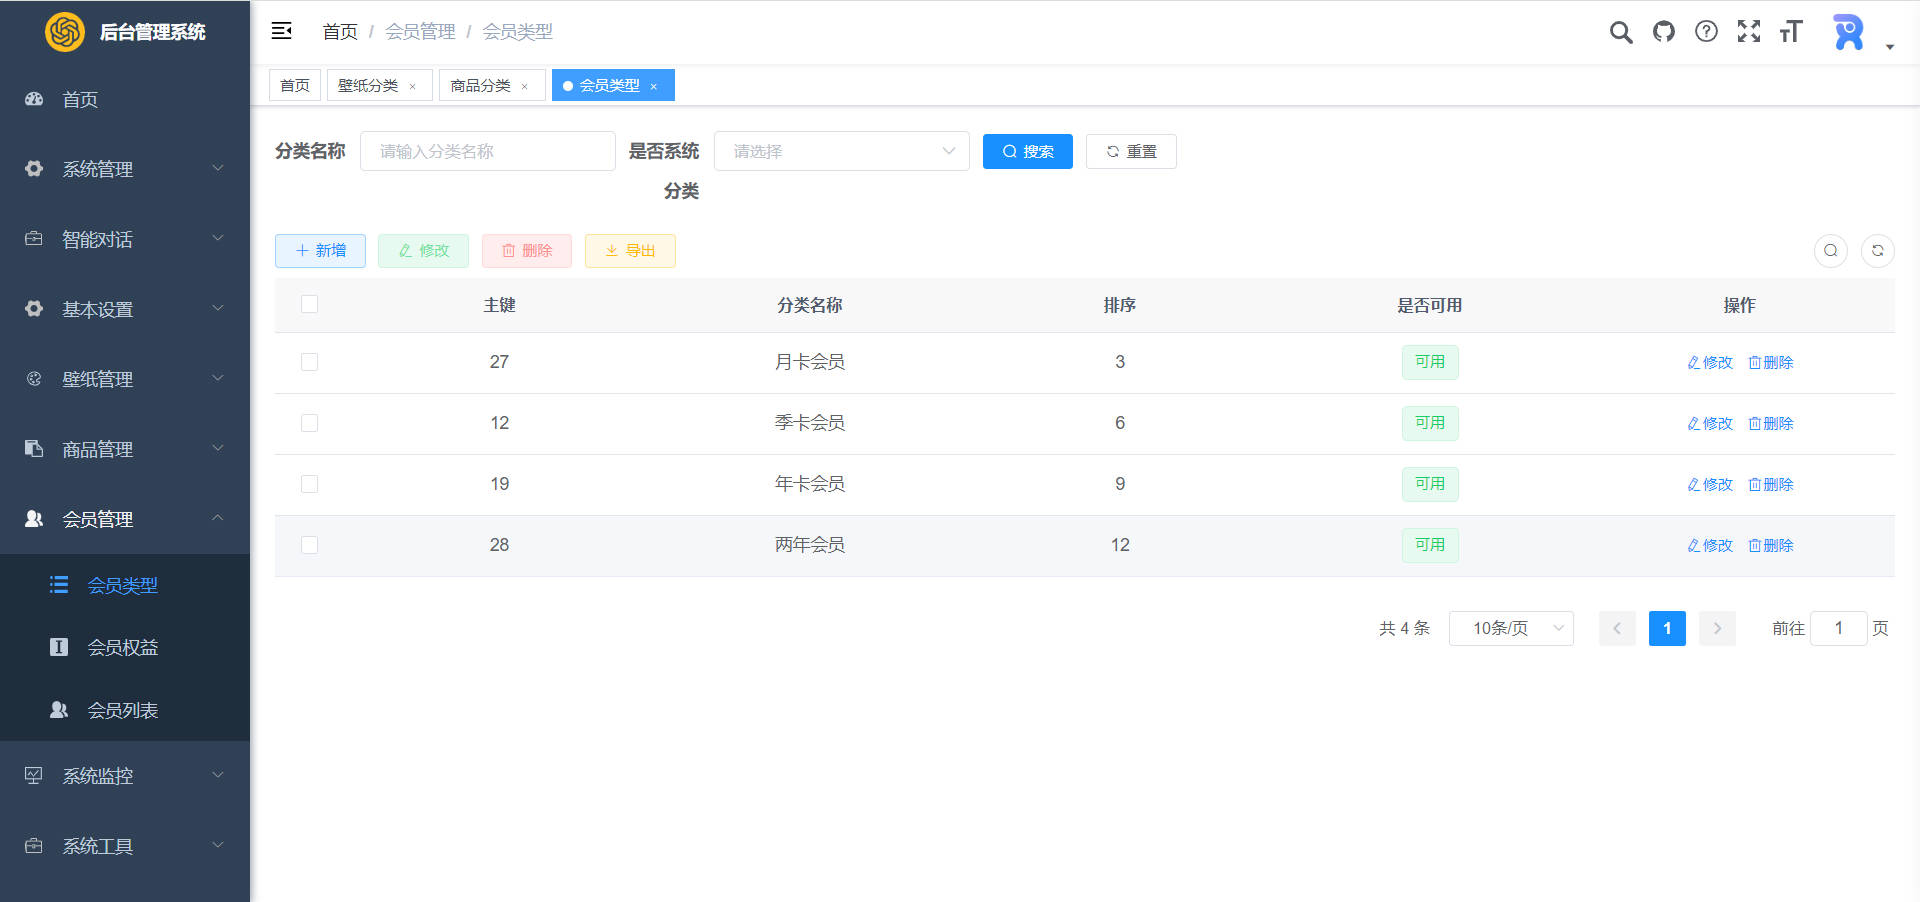 后台管理系统
首页
系统管理
智能对话
基本设置
壁纸管理
商品管理
会员管理
会员类型
会员权益
会员列表
系统监控
系统工具
首页 / 会员管理 / 会员类型
首页 壁纸分类 × 商品分类 × 会员类型 ×
分类名称 请输入分类名称 是否系统分类 请选择 搜索 重置
新增 修改 删除 导出
主键 分类名称 排序 是否可用 操作
27 月卡会员 3 可用 修改 删除
12 季卡会员 6 可用 修改 删除
19 年卡会员 9 可用 修改 删除
28 两年会员 12 可用 修改 删除
共 4 条 10条/页 1 前往 1 页